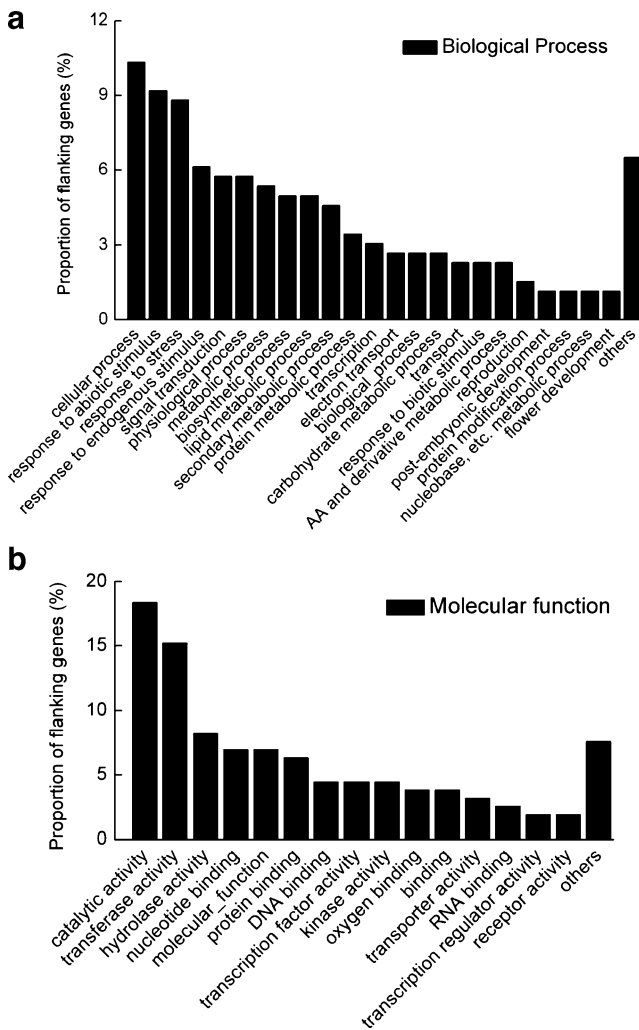 a
12
9
6
3
0
Proportion of flanking genes (%)
Biological Process
cellular process
response to abiotic stimulus
response to stress
response to endogenous stimulus
signal transduction
physiological process
metabolic process
biosynthetic process
lipid metabolic process
secondary metabolic process
protein metabolic process
transcription
electron transport
biological_process
carbohydrate metabolic process
transport
response to biotic stimulus
AA and derivative metabolic process
reproduction
post-embryonic development
protein modification process
nucleobase, etc. metabolic process
flower development
others
b
20
15
10
5
0
Proportion of flanking genes (%)
Molecular function
catalytic activity
transferase activity
hydrolase activity
nucleotide binding
molecular_function
protein binding
DNA binding
transcription factor activity
kinase activity
oxygen binding
binding
transporter activity
RNA binding
transcription regulator activity
receptor activity
others